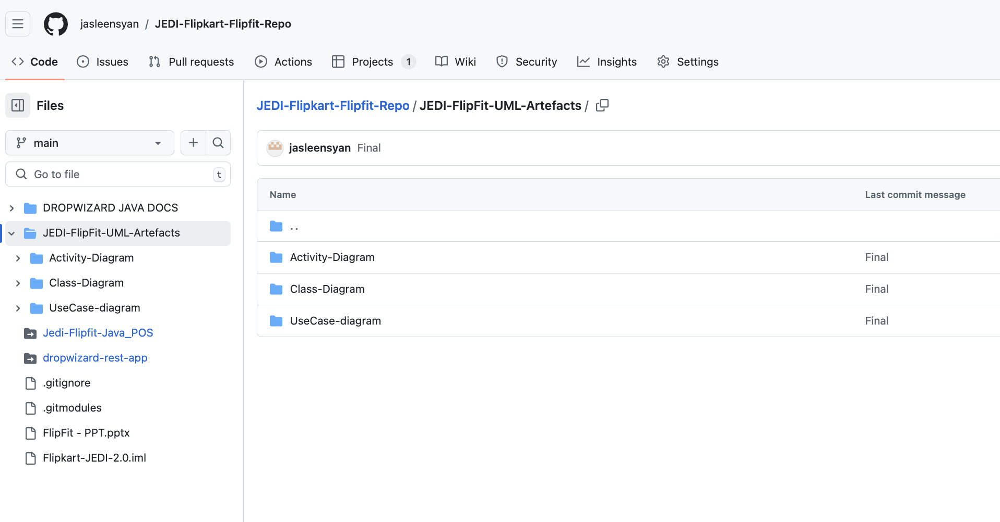 jasleensyan / JEDI-Flipkart-Flipfit-Repo
Code Issues Pull requests Actions Projects 1 Wiki Security Insights Settings
Files
main
Go to file t
DROPWIZARD JAVA DOCS
JEDI-FlipFit-UML-Artefacts
Activity-Diagram
Class-Diagram
UseCase-diagram
Jedi-Flipfit-Java_POS
dropwizard-rest-app
.gitignore
.gitmodules
FlipFit - PPT.pptx
Flipkart-JEDI-2.0.iml
JEDI-Flipkart-Flipfit-Repo / JEDI-FlipFit-UML-Artefacts /
jasleensyan Final
Name Last commit message
..
Activity-Diagram Final
Class-Diagram Final
UseCase-diagram Final